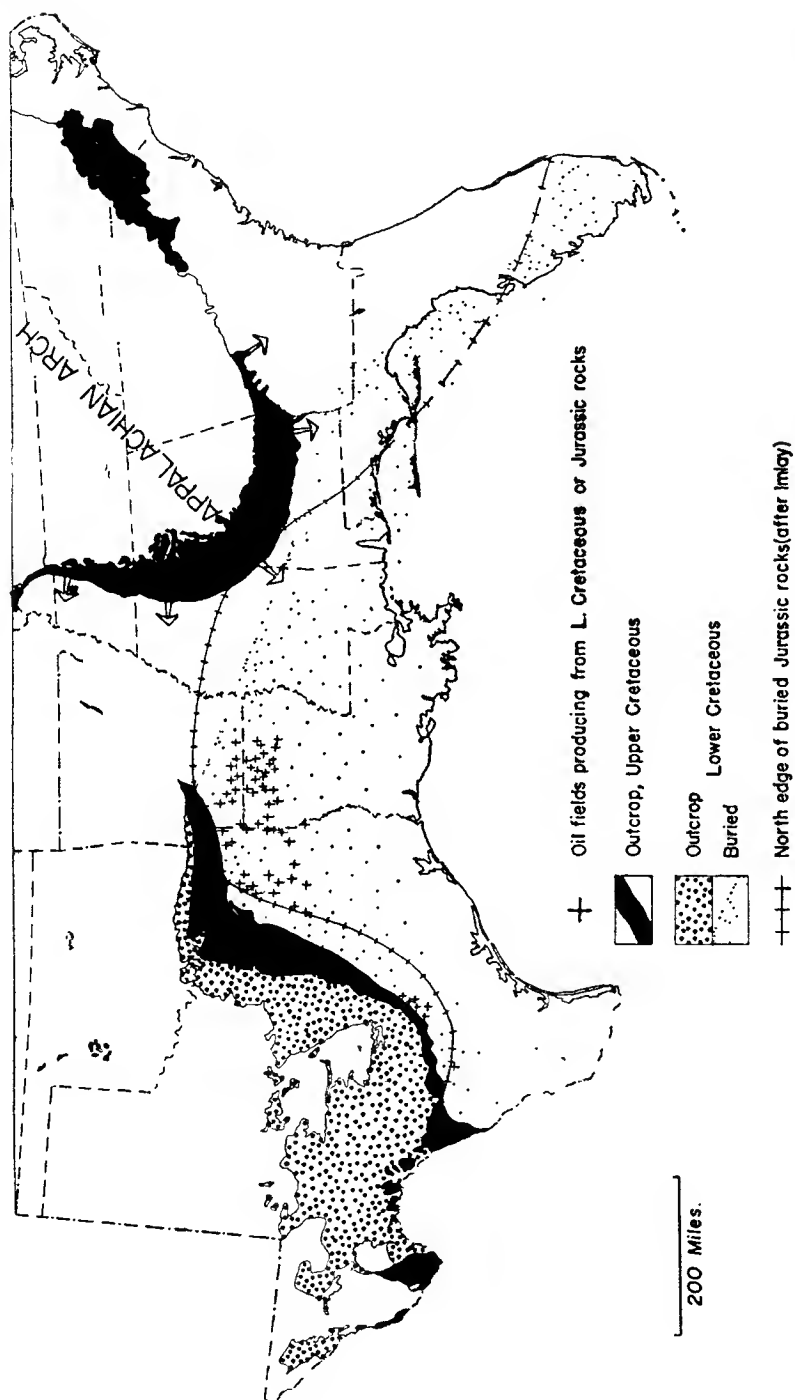 APPALACHIAN ARCH
Oil fields producing from L. Cretaceous or Jurassic rocks
Outcrop, Upper Cretaceous
Outcrop
Lower Cretaceous
Buried
North edge of buried Jurassic rocks(after Imlay)
200 Miles.